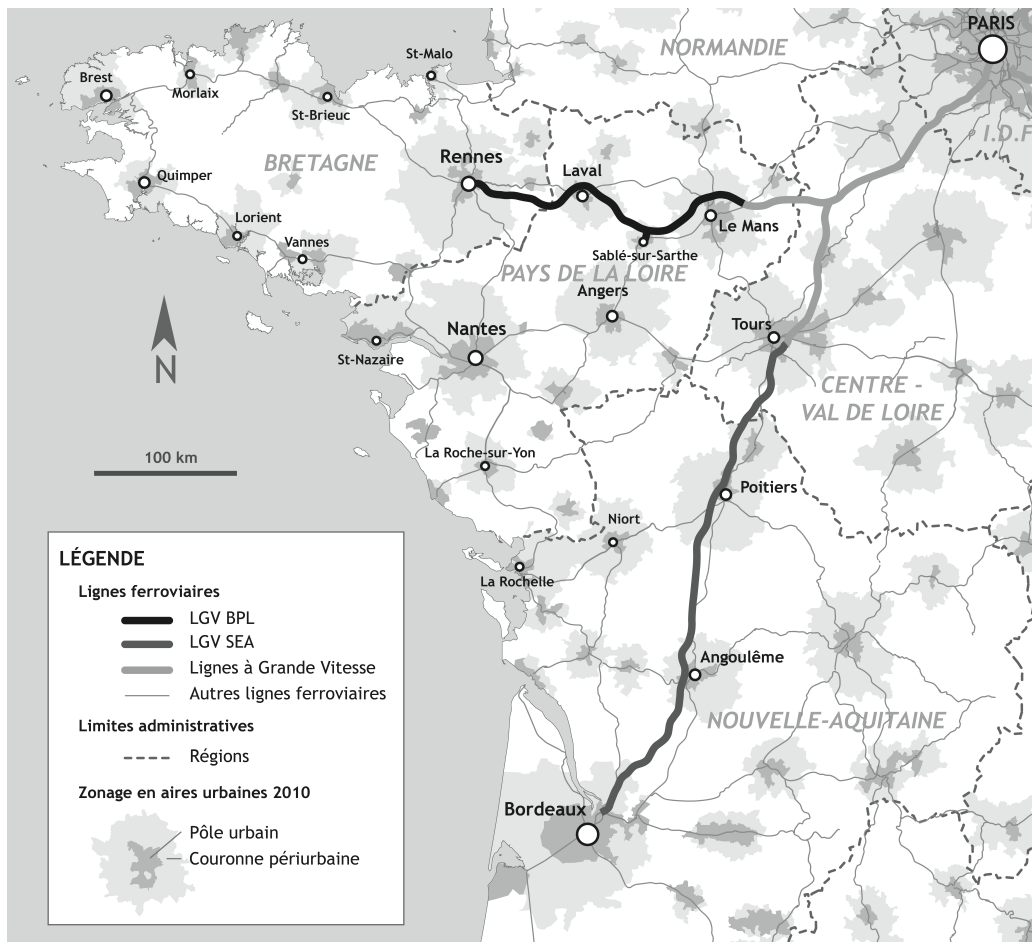 PARIS
NORMANDIE
I.D.F
St-Malo
Brest
Morlaix
St-Brieuc
BRETAGNE
Rennes
Laval
Quimper
Le Mans
Lorient
Vannes
Sablé-sur-Sarthe
PAYS DE LA LOIRE
Angers
Tours
Nantes
St-Nazaire
N
CENTRE -
VAL DE LOIRE
100 km
La Roche-sur-Yon
Poitiers
Niort
La Rochelle
Angoulême
NOUVELLE-AQUITAINE
Bordeaux
LÉGENDE
Lignes ferroviaires
LGV BPL
LGV SEA
Lignes à Grande Vitesse
Autres lignes ferroviaires
Limites administratives
Régions
Zonage en aires urbaines 2010
Pôle urbain
Couronne périurbaine